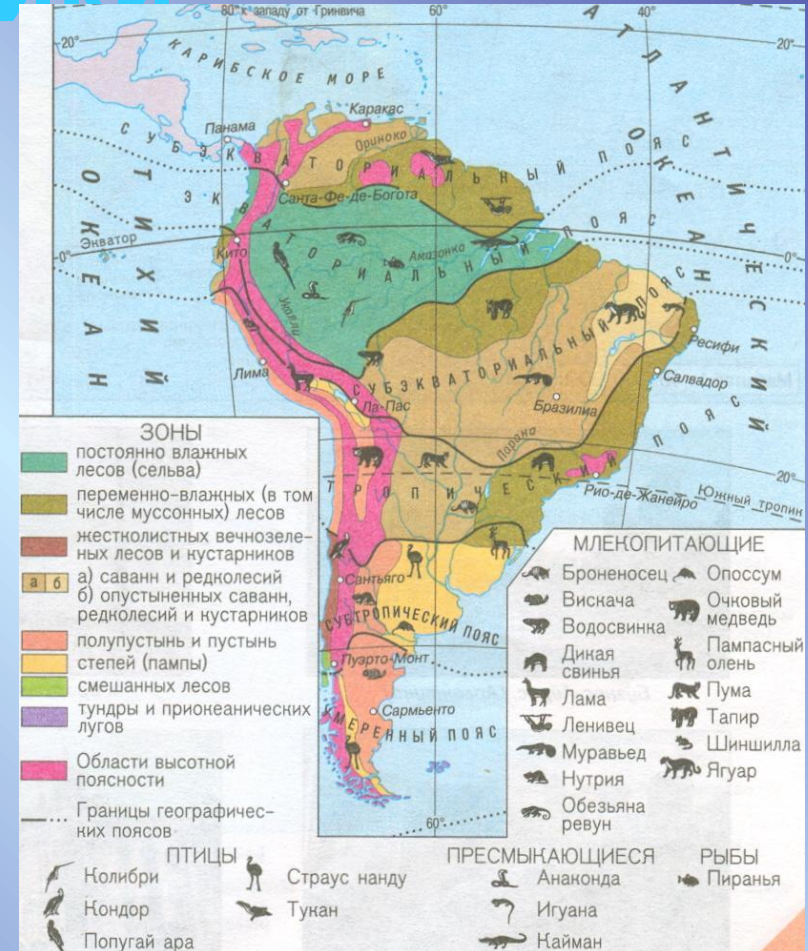 80° к западу от Гринвича
60°
40°
20°
20°
КАРИБСКОЕ МОРЕ
АТЛАНТИЧЕСКИЙ
ОКЕАН
ТИХИЙ
ОКЕАН
Панама
Каракас
Ориноко
СУБЭКВАТОРИАЛЬНЫЙ ПОЯС
Санта-Фе-де-Богота
ЭКВАТОРИАЛЬНЫЙ ПОЯС
Экватор
0°
0°
Кито
Амазонка
Укаяли
СУБЭКВАТОРИАЛЬНЫЙ ПОЯС
Ресифи
Лима
Салвадор
Ла-Пас
Бразилиа
Парана
ТРОПИЧЕСКИЙ ПОЯС
20°
Рио-де-Жанейро
Южный тропик
Сантьяго
СУБТРОПИЧЕСКИЙ ПОЯС
Пуэрто-Монт
Сармьенто
УМЕРЕННЫЙ ПОЯС
60°
ЗОНЫ
постоянно влажных
лесов (сельва)
переменно-влажных (в том
числе муссонных) лесов
жестколистных вечнозеле-
ных лесов и кустарников
а б
а) саванн и редколесий
б) опустыненных саванн,
редколесий и кустарников
полупустынь и пустынь
степей (пампы)
смешанных лесов
тундры и приокеанических
лугов
Области высотной
поясности
Границы географичес-
ких поясов
МЛЕКОПИТАЮЩИЕ
Броненосец
Вискача
Водосвинка
Дикая
свинья
Лама
Ленивец
Муравьед
Нутрия
Обезьяна
ревун
Опоссум
Очковый
медведь
Пампасный
олень
Пума
Тапир
Шиншилла
Ягуар
ПТИЦЫ
Колибри
Кондор
Попугай ара
Страус нанду
Тукан
ПРЕСМЫКАЮЩИЕСЯ
Анаконда
Игуана
Кайман
РЫБЫ
Пиранья